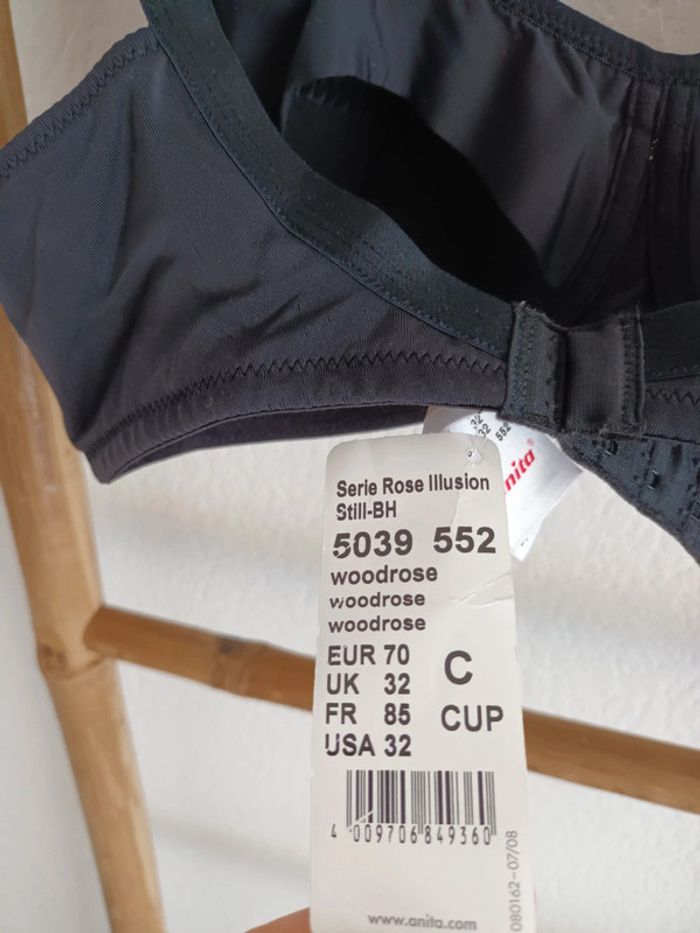 32
32
552
nita
Serie Rose Illusion
Still-BH
5039 552
woodrose
woodrose
woodrose
EUR 70
UK 32
FR 85
USA 32
C
CUP
4 009706 849360
080162-07/08
www.anita.com